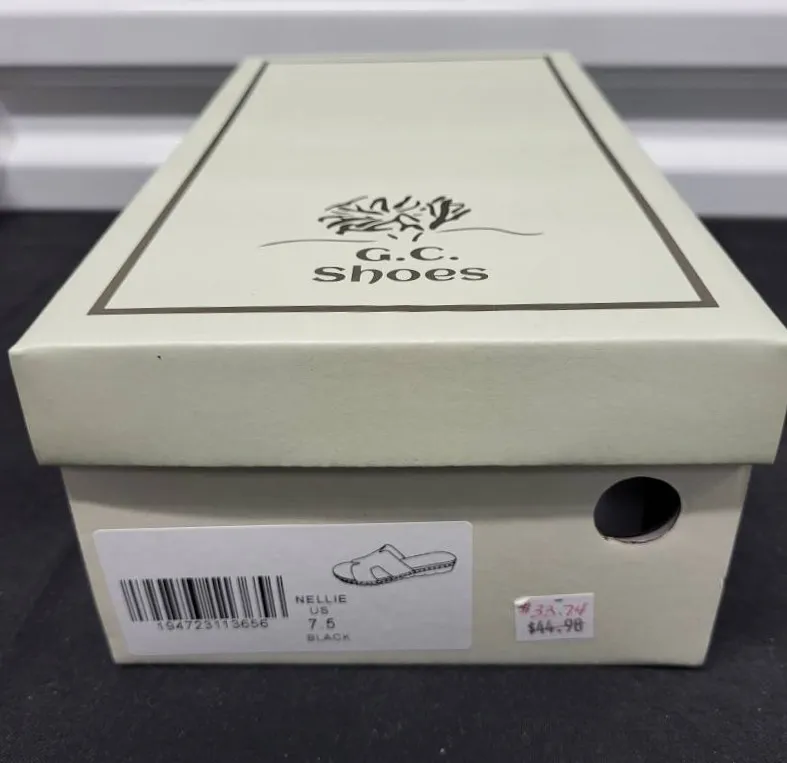 G.C.
Shoes
194723113656
NELLIE
US
7.5
BLACK
$33.74
$44.98